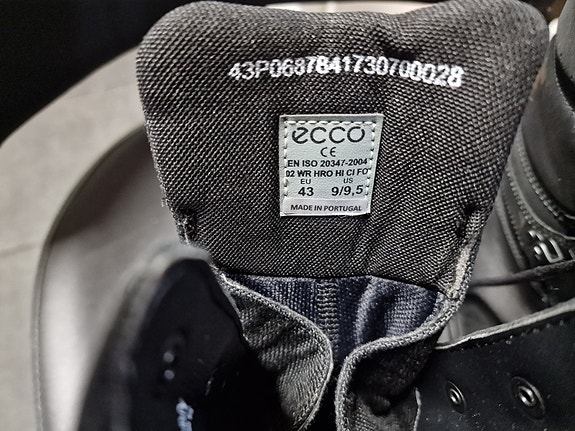 43P0687841730700028
ecco
CE
EN ISO 20347-2004
02 WR HRO HI CI FO
EU US
43 9/9,5
MADE IN PORTUGAL